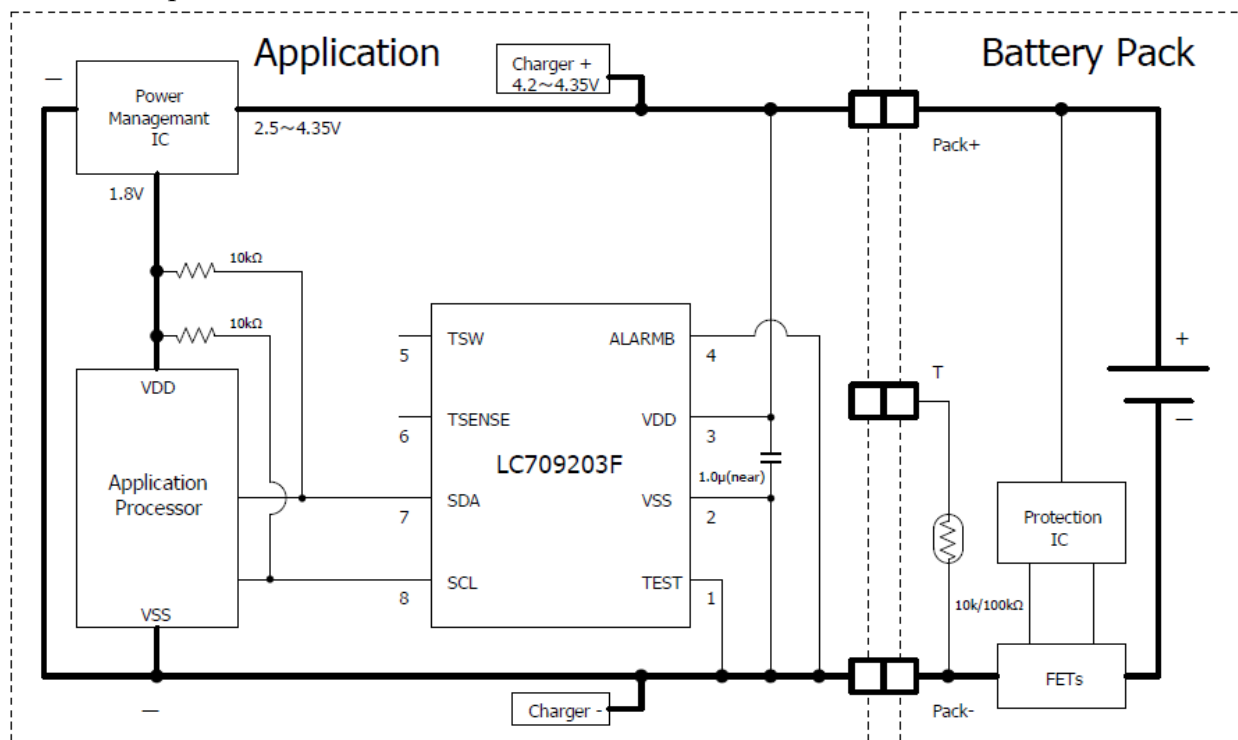 Application
Battery Pack
Power
Managemant
IC
Charger +
4.2～4.35V
2.5～4.35V
Pack+
1.8V
10kΩ
10kΩ
TSW
5
ALARMB
4
+
T
VDD
TSENSE
6
VDD
3
—
LC709203F
1.0μ(near)
Application
Processor
SDA
7
VSS
2
Protection
IC
SCL
8
TEST
1
10k/100kΩ
VSS
FETs
Charger -
Pack-